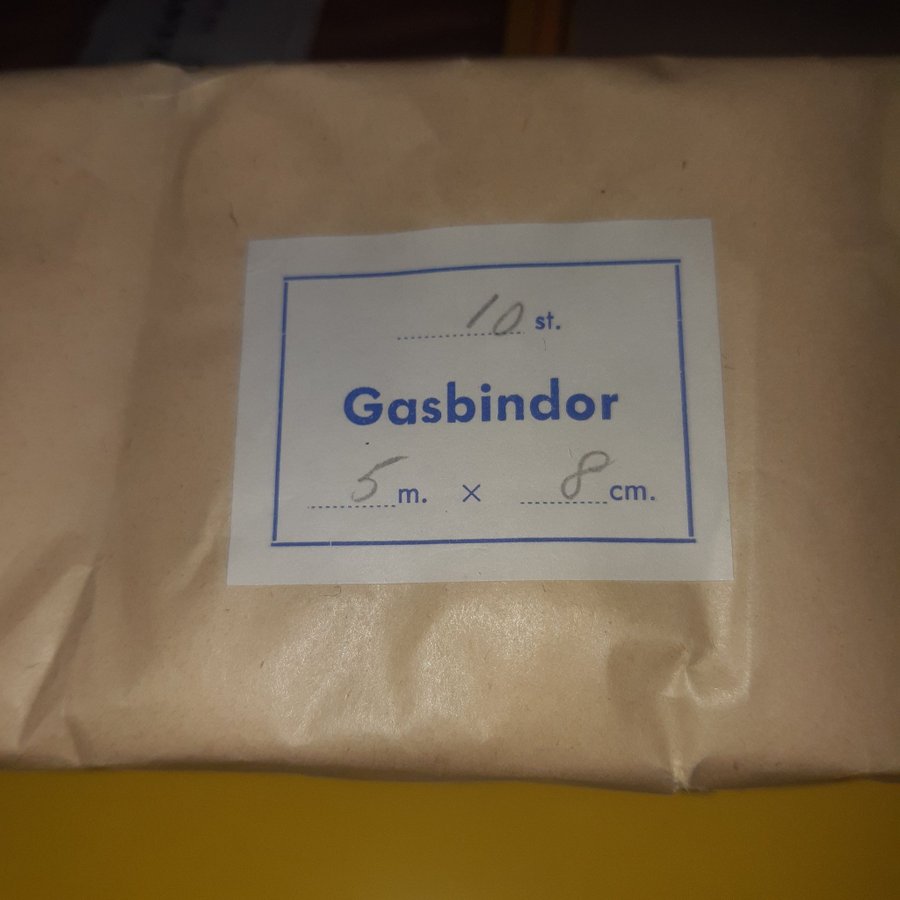 10 st.
Gasbindor
5 m. × 8 cm.